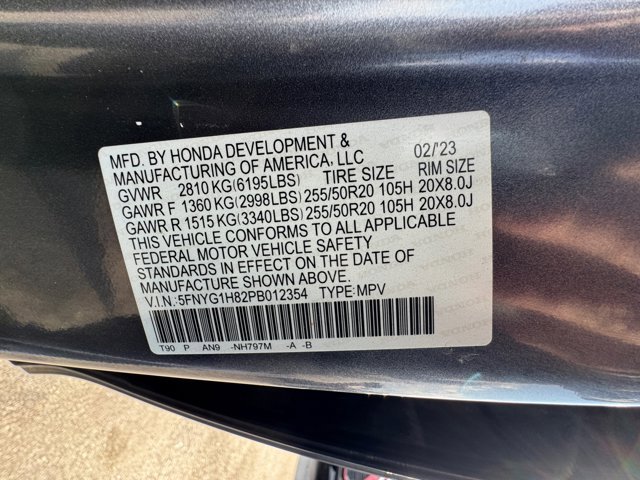 MFD. BY HONDA DEVELOPMENT &
MANUFACTURING OF AMERICA, LLC 02/'23
GVWR 2810 KG(6195LBS) TIRE SIZE RIM SIZE
GAWR F 1360 KG(2998LBS) 255/50R20 105H 20X8.0J
GAWR R 1515 KG(3340LBS) 255/50R20 105H 20X8.0J
THIS VEHICLE CONFORMS TO ALL APPLICABLE
FEDERAL MOTOR VEHICLE SAFETY
STANDARDS IN EFFECT ON THE DATE OF
MANUFACTURE SHOWN ABOVE.
V.I.N.:5FNYG1H82PB012354 TYPE:MPV
T90 P AN9 -NH797M -A -B